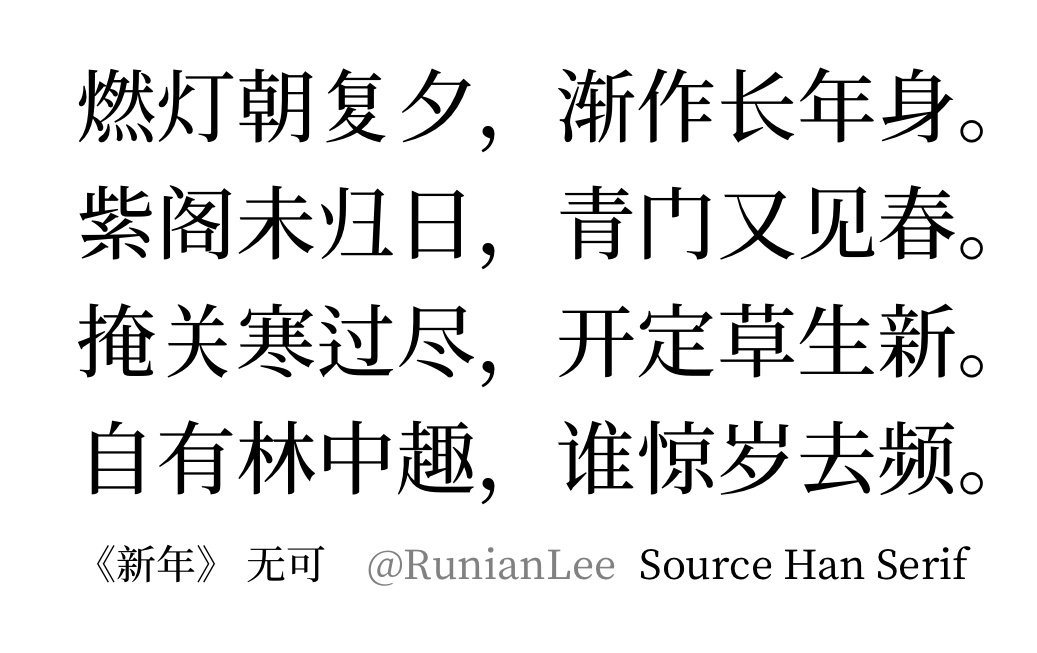 燃灯朝复夕，渐作长年身。
紫阁未归日，青门又见春。
掩关寒过尽，开定草生新。
自有林中趣，谁惊岁去频。
《新年》 无可 @RunianLee Source Han Serif